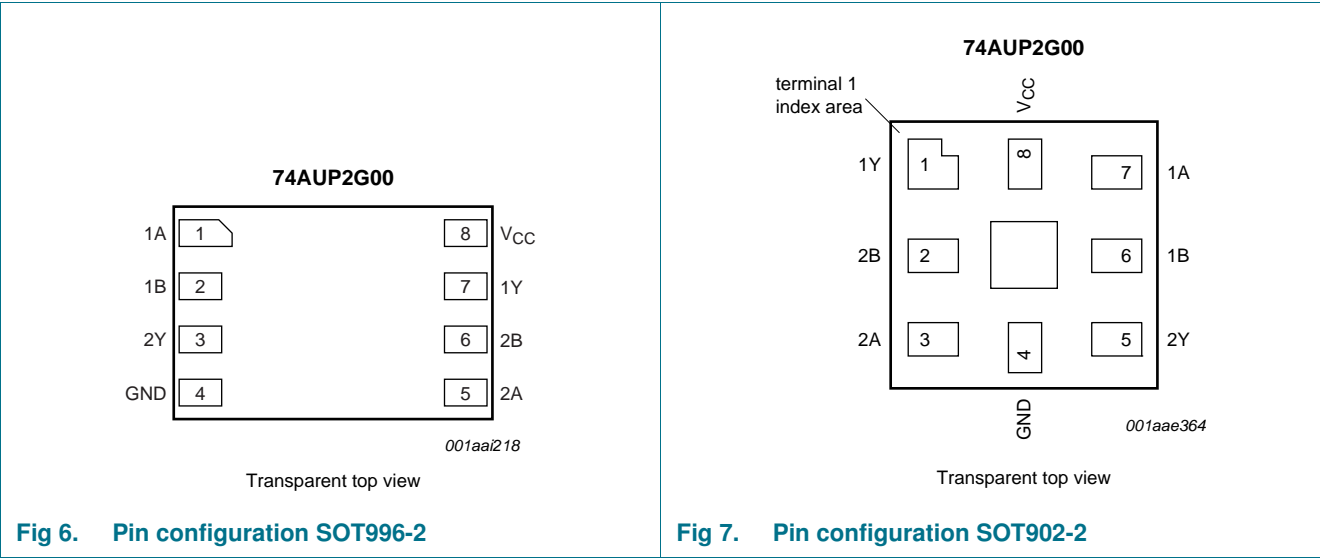 74AUP2G00
1A 1 8 VCC
1B 2 7 1Y
2Y 3 6 2B
GND 4 5 2A
001aai218
Transparent top view
Fig 6. Pin configuration SOT996-2
74AUP2G00
terminal 1
index area
VCC
1Y 1 8 7 1A
2B 2 6 1B
2A 3 4 5 2Y
GND
001aae364
Transparent top view
Fig 7. Pin configuration SOT902-2